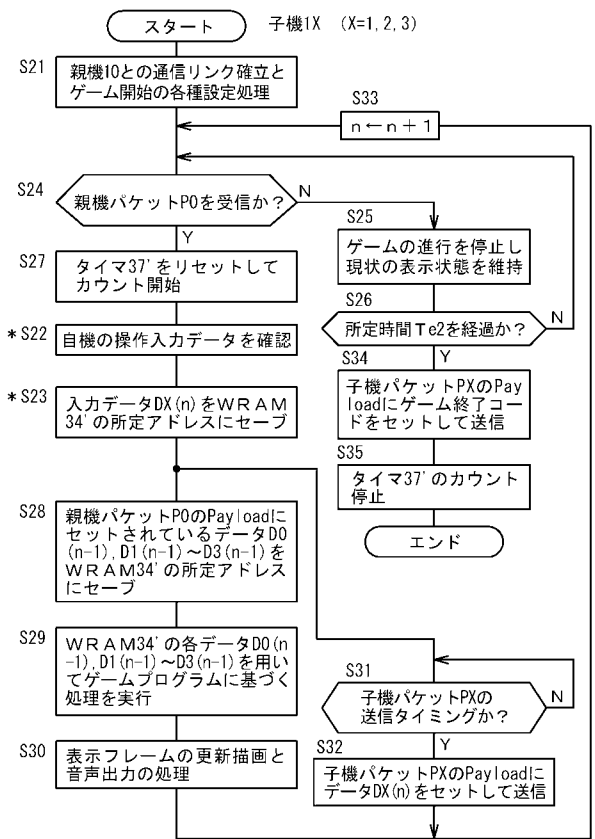 スタート
子機1X (X=1,2,3)
S21
親機10との通信リンク確立と
ゲーム開始の各種設定処理
S33
n←n+1
S24
親機パケットP0を受信か?
N
Y
S25
ゲームの進行を停止し
現状の表示状態を維持
S27
タイマ37'をリセットして
カウント開始
S26
所定時間Te2を経過か?
N
Y
*S22
自機の操作入力データを確認
S34
子機パケットPXのPay
loadにゲーム終了コー
ドをセットして送信
*S23
入力データDX(n)をWRAM
34'の所定アドレスにセーブ
S35
タイマ37'のカウント
停止
エンド
S28
親機パケットP0のPayloadに
セットされているデータD0
(n-1),D1(n-1)~D3(n-1)を
WRAM34'の所定アドレス
にセーブ
S29
WRAM34'の各データD0(n
-1),D1(n-1)~D3(n-1)を用い
てゲームプログラムに基づく
処理を実行
S31
子機パケットPXの
送信タイミングか?
N
Y
S30
表示フレームの更新描画と
音声出力の処理
S32
子機パケットPXのPayloadに
データDX(n)をセットして送信